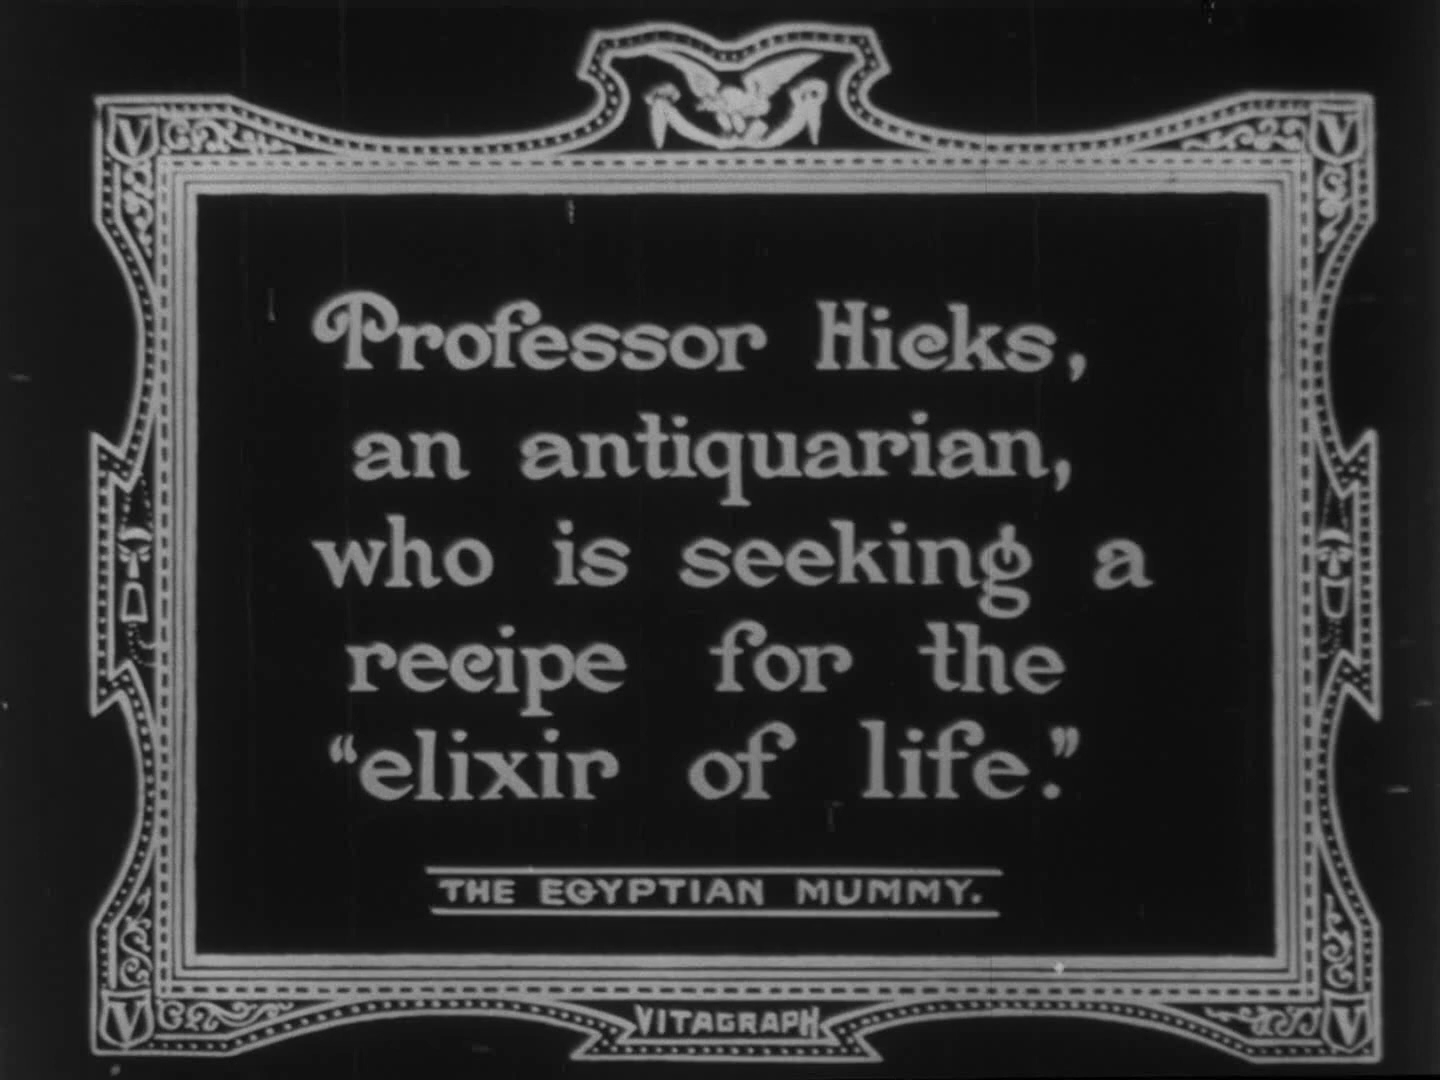 V V
Professor Hicks,
an antiquarian,
who is seeking a
recipe for the
“elixir of life.”
THE EGYPTIAN MUMMY.
V VITAGRAPH V